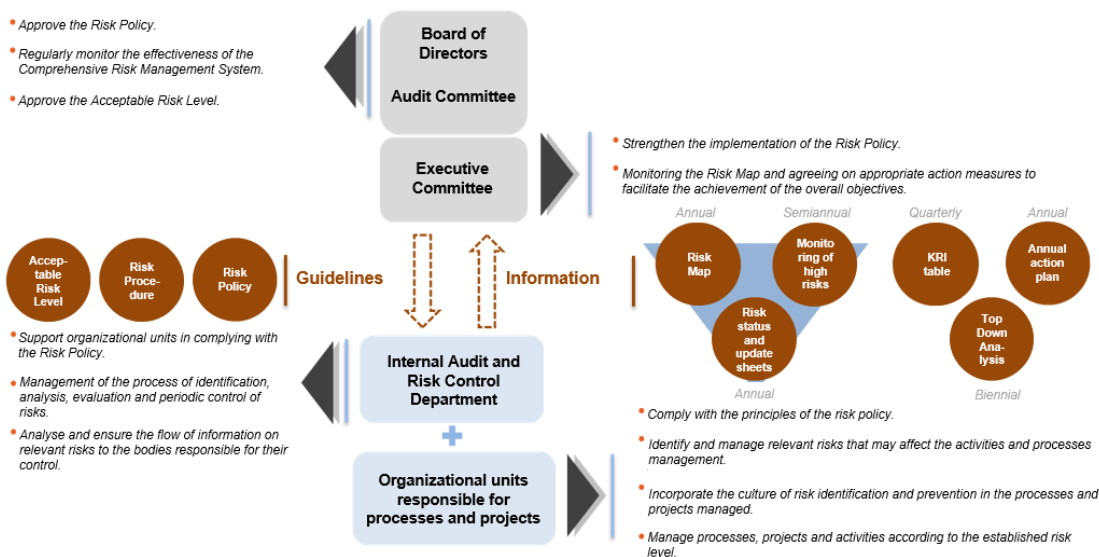 • Approve the Risk Policy.
• Regularly monitor the effectiveness of the
Comprehensive Risk Management System.
• Approve the Acceptable Risk Level.
Board of
Directors
Audit Committee
Executive
Committee
• Strengthen the implementation of the Risk Policy.
• Monitoring the Risk Map and agreeing on appropriate action measures to
facilitate the achievement of the overall objectives.
Accep-
table
Risk
Level
Risk
Proce-
dure
Risk
Policy
Guidelines
Information
Annual
Risk
Map
Semiannual
Monito
ring of
high
risks
Risk
status
and
update
sheets
Annual
Quarterly
KRI
table
Annual
Annual
action
plan
Top
Down
Ana-
lysis
Biennial
• Support organizational units in complying with
the Risk Policy.
• Management of the process of identification,
analysis, evaluation and periodic control of
risks.
• Analyse and ensure the flow of information on
relevant risks to the bodies responsible for their
control.
Internal Audit and
Risk Control
Department
+
Organizational units
responsible for
processes and projects
• Comply with the principles of the risk policy.
• Identify and manage relevant risks that may affect the activities and processes
management.
• Incorporate the culture of risk identification and prevention in the processes and
projects managed.
• Manage processes, projects and activities according to the established risk
level.